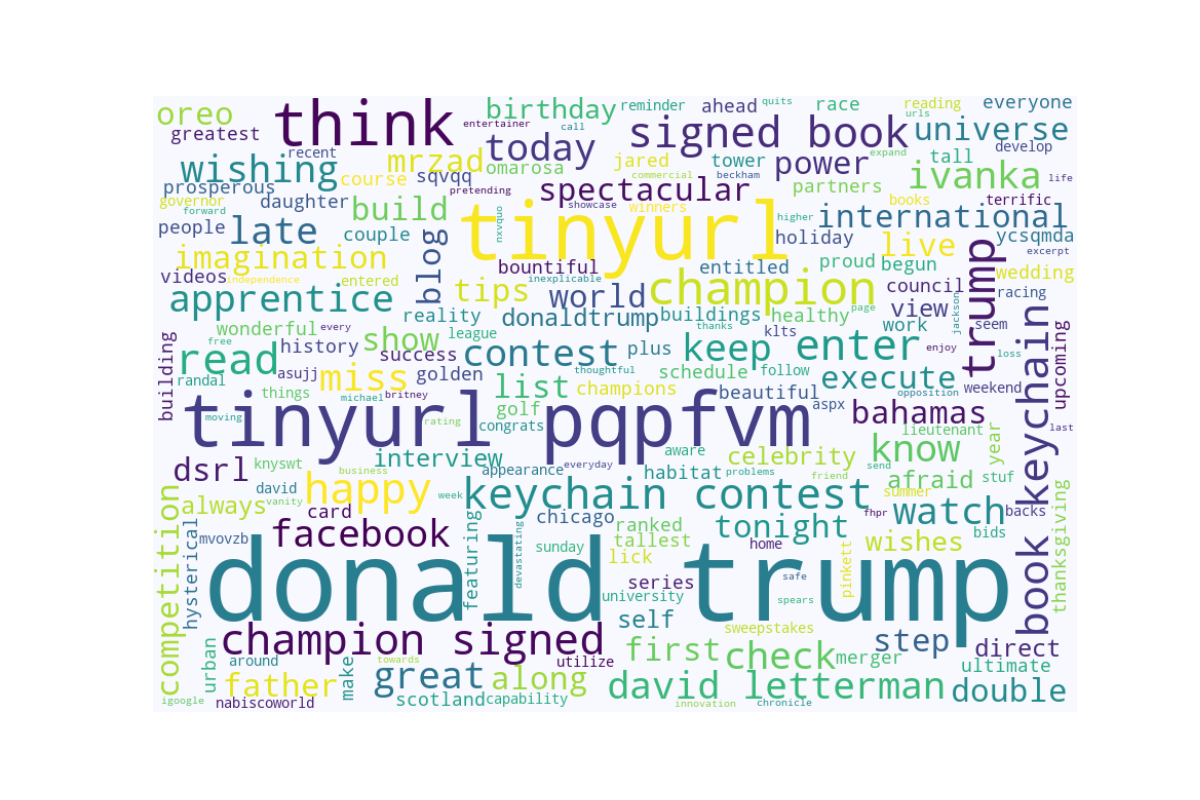 oreo
think
birthday
reminder
ahead
quits
race
reading
urls
everyone
greatest
entertainer
call
signed book
universe
develop
recent
today
wishing
mrzad
omarosa
jared
tower
power
expand
tall
ivanka
life
prosperous
course
sqvqq
pretending
commercial
beckham
partners
governor
forward
daughter
build
spectacular
showcase
winners
books
terrific
people
late
couple
blog
nxvquo
tinyurl
higher
international
holiday
ycsqmda
excerpt
imagination
live
trump
videos
independence
entered
bountiful
inexplicable
entitled
proud
begun
wedding
apprentice
tips
world
champion
council
racing
reality
donaldtrump
buildings
healthy
page
view
jackson
wonderful
every
show
league
thanks
klts
work
seem
free
history
success
contest
plus
keep
enter
enjoy
loss
building
read
randal
asujj
miss
golden
thoughtful
schedule
follow
execute
weekend
upcoming
things
michael
britney
list
champions
beautiful
opposition
book keychain
moving
tinyurl pqpfvm
rating
golf
congrats
aspx
bahamas
last
lieutenant
year
dsrl
knyswt
interview
appearance
everyday
aware
habitat
celebrity
know
business
problems
send
friend
afraid
stuf
david
vanity
happy
week
keychain contest
summer
always
card
chicago
fhpr
watch
backs
competition
mvovzb
facebook
featuring
devastating
ranked
tallest
tonight
bids
thanksgiving
hysterical
sunday
lick
home
wishes
donald trump
series
safe
pinkett
university
spears
self
sweepstakes
champion signed
step
direct
urban
around
towards
utilize
first
check
merger
ultimate
father
make
great
along
david letterman
double
igoogle
nabiscoworld
scotland
capability
innovation
chronicle